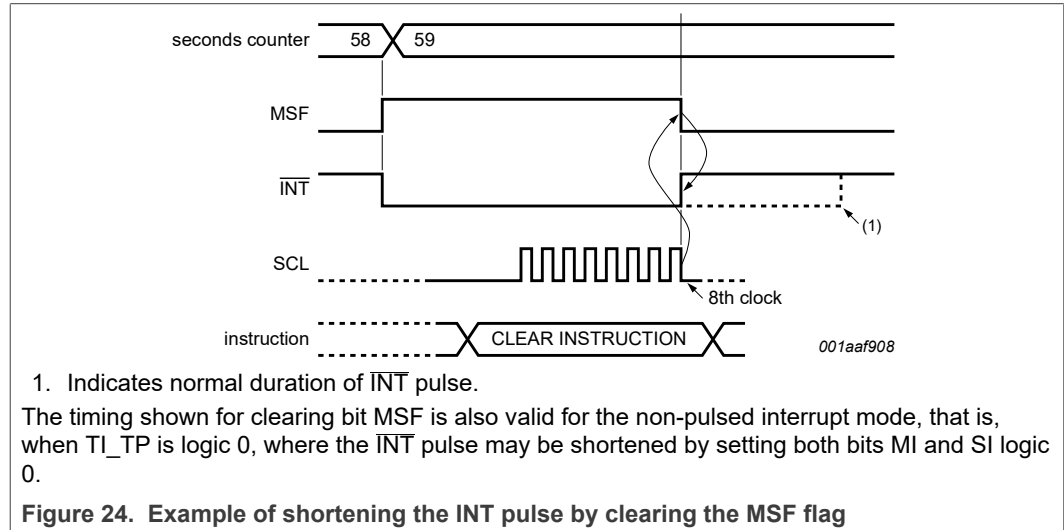 seconds counter 58 59
MSF
INT
(1)
SCL
8th clock
instruction CLEAR INSTRUCTION
001aaf908
1. Indicates normal duration of INT pulse.
The timing shown for clearing bit MSF is also valid for the non-pulsed interrupt mode, that is,
when TI_TP is logic 0, where the INT pulse may be shortened by setting both bits MI and SI logic
0.
Figure 24. Example of shortening the INT pulse by clearing the MSF flag